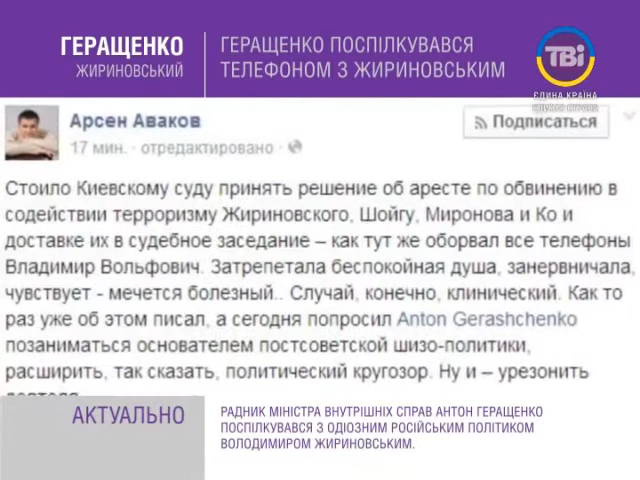 ГЕРАЩЕНКО
ЖИРИНОВСЬКИЙ
ГЕРАЩЕНКО ПОСПІЛКУВАВСЯ
ТЕЛЕФОНОМ З ЖИРИНОВСЬКИМ
ТВі
ЄДИНА КРАЇНА
ЕДИНАЯ СТРАНА
Арсен Аваков
17 мин. · отредактировано ·
Подписаться
Стоило Киевскому суду принять решение об аресте по обвинению в
содействии терроризму Жириновского, Шойгу, Миронова и Ко и
доставке их в судебное заседание – как тут же оборвал все телефоны
Владимир Вольфович. Затрепетала беспокойная душа, занервничала,
чувствует - мечется болезный.. Случай, конечно, клинический. Как то
раз уже об этом писал, а сегодня попросил Anton Gerashchenko
позаниматься основателем постсоветской шизо-политики,
расширить, так сказать, политический кругозор. Ну и – урезонить
АКТУАЛЬНО
РАДНИК МІНІСТРА ВНУТРІШНІХ СПРАВ АНТОН ГЕРАЩЕНКО
ПОСПІЛКУВАВСЯ З ОДІОЗНИМ РОСІЙСЬКИМ ПОЛІТИКОМ
ВОЛОДИМИРОМ ЖИРИНОВСЬКИМ.